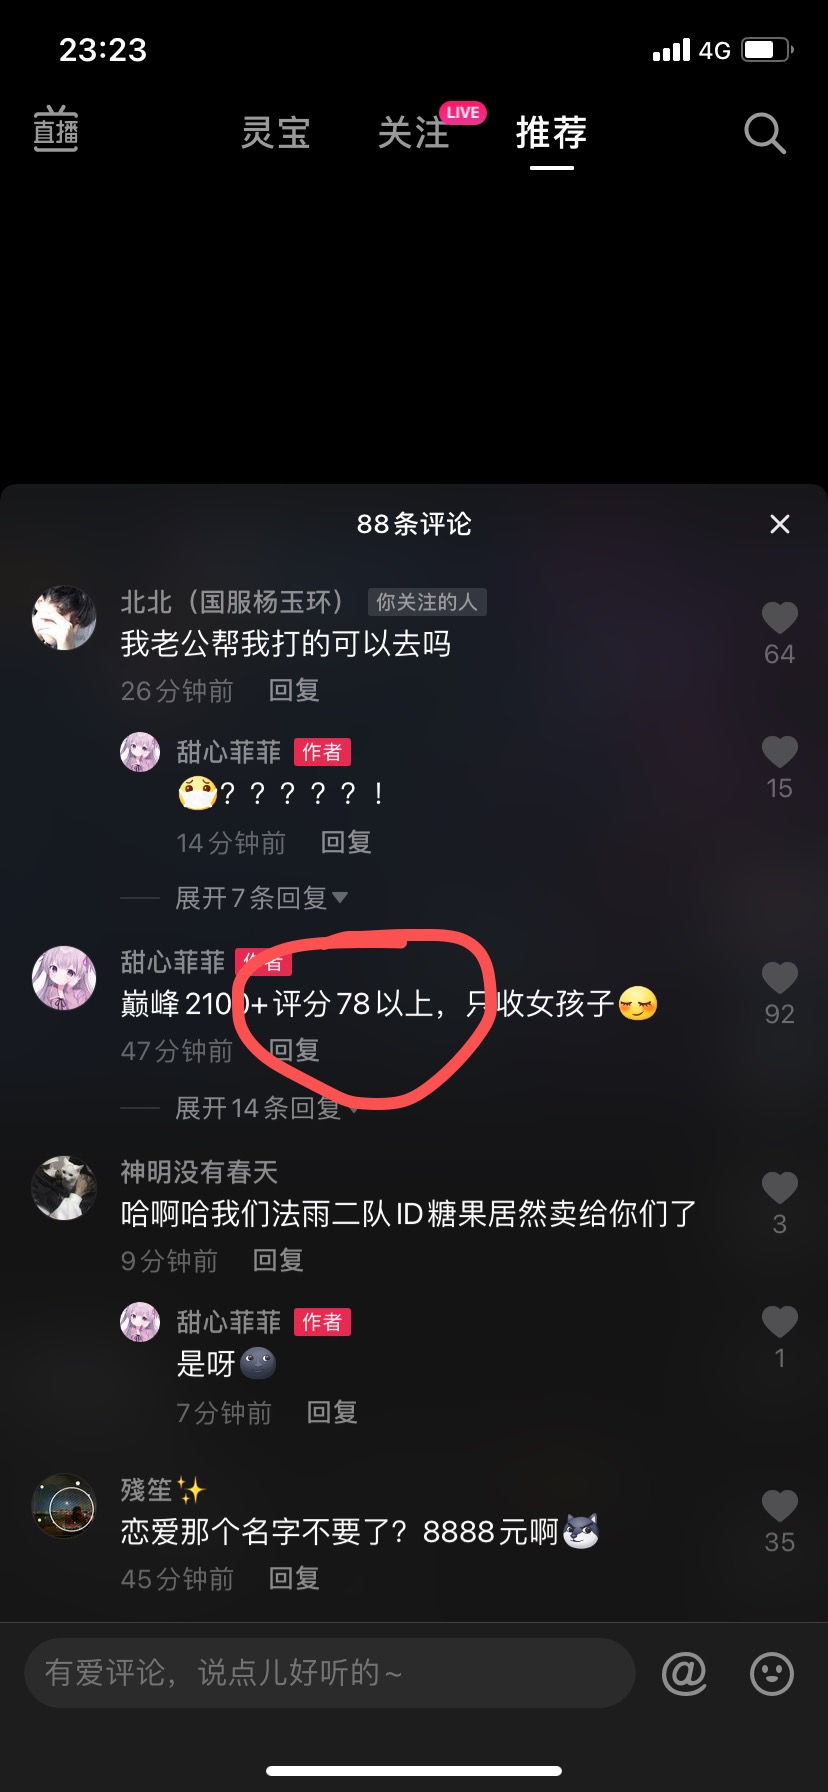 23:23
4G
直播
灵宝
关注
LIVE
推荐
88条评论
北北（国服杨玉环） 你关注的人
我老公帮我打的可以去吗
64
26分钟前 回复
甜心菲菲 作者
？？？？？！
15
14分钟前 回复
展开7条回复
甜心菲菲 作者
巅峰2100+评分78以上，只收女孩子
92
47分钟前 回复
展开14条回复
神明没有春天
哈啊哈我们法雨二队ID糖果居然卖给你们了
3
9分钟前 回复
甜心菲菲 作者
是呀
1
7分钟前 回复
殘笙
恋爱那个名字不要了？8888元啊
35
45分钟前 回复
有爱评论，说点儿好听的~
@